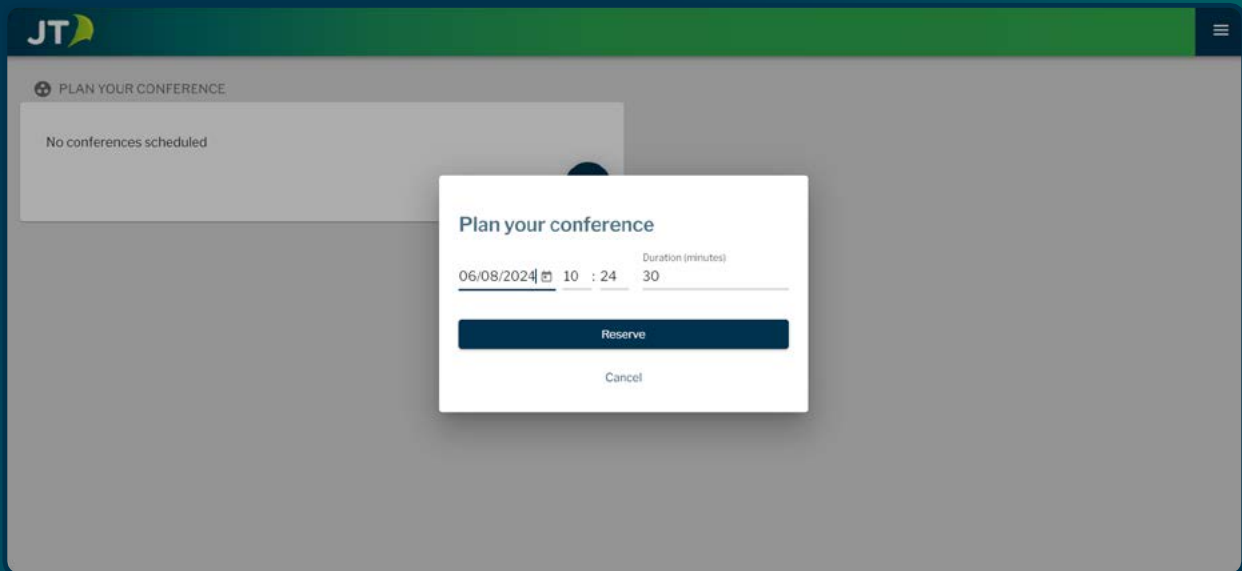 JT
PLAN YOUR CONFERENCE
No conferences scheduled
Plan your conference
Duration (minutes)
06/08/2024 10 : 24 30
Reserve
Cancel